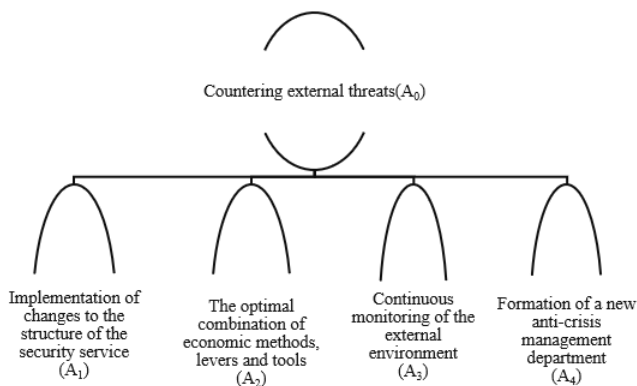 Countering external threats(A₀)
Implementation of
changes to the
structure of the
security service
(A₁)
The optimal
combination of
economic methods,
levers and tools
(A₂)
Continuous
monitoring of the
external
environment
(A₃)
Formation of a new
anti-crisis
management
department
(A₄)